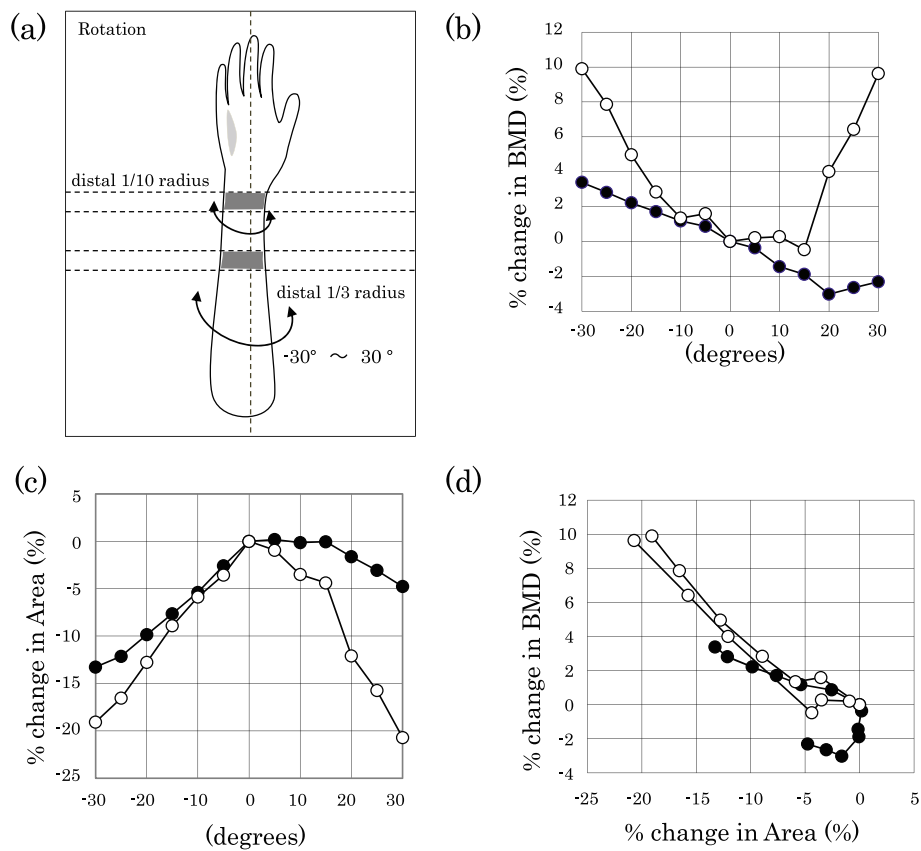 (a)
Rotation
distal 1/10 radius
distal 1/3 radius
-30° ～ 30 °
(b)
% change in BMD (%)
12
10
8
6
4
2
0
-2
-4
-30 -20 -10 0 10 20 30
(degrees)
(c)
% change in Area (%)
5
0
-5
-10
-15
-20
-25
-30 -20 -10 0 10 20 30
(degrees)
(d)
% change in BMD (%)
12
10
8
6
4
2
0
-2
-4
-25 -20 -15 -10 -5 0 5
% change in Area (%)